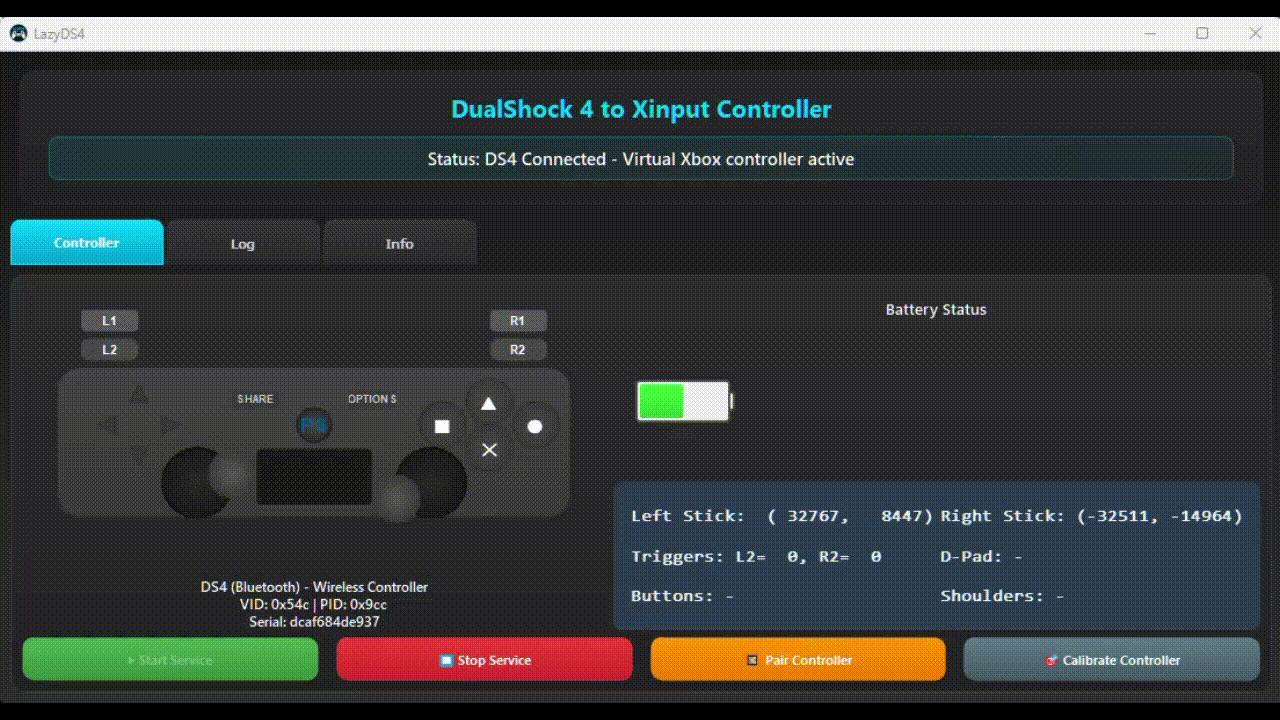 LazyDS4
DualShock 4 to Xinput Controller
Status: DS4 Connected - Virtual Xbox controller active
Controller
Log
Info
L1
R1
L2
R2
SHARE
OPTIONS
PS
Battery Status
Left Stick: ( 32767, 8447) Right Stick: (-32511, -14964)
Triggers: L2= 0, R2= 0 D-Pad: -
Buttons: - Shoulders: -
DS4 (Bluetooth) - Wireless Controller
VID: 0x54c | PID: 0x9cc
Serial: dcaf684de937
Start Service
Stop Service
Pair Controller
Calibrate Controller